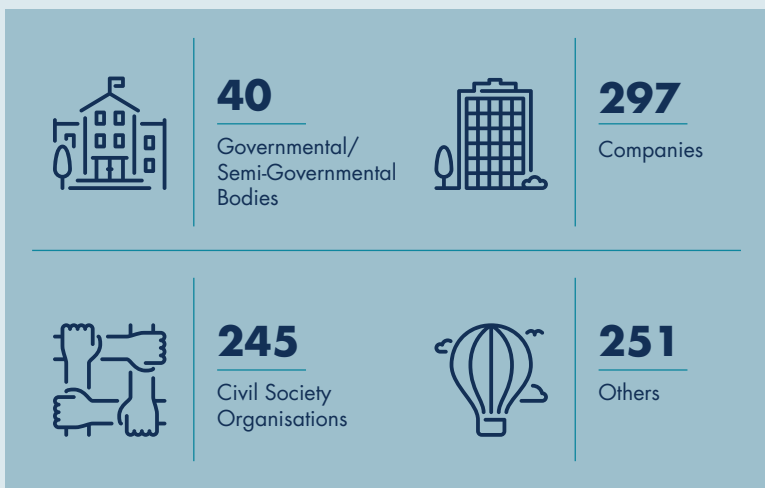 40
Governmental/
Semi-Governmental
Bodies
297
Companies
245
Civil Society
Organisations
251
Others